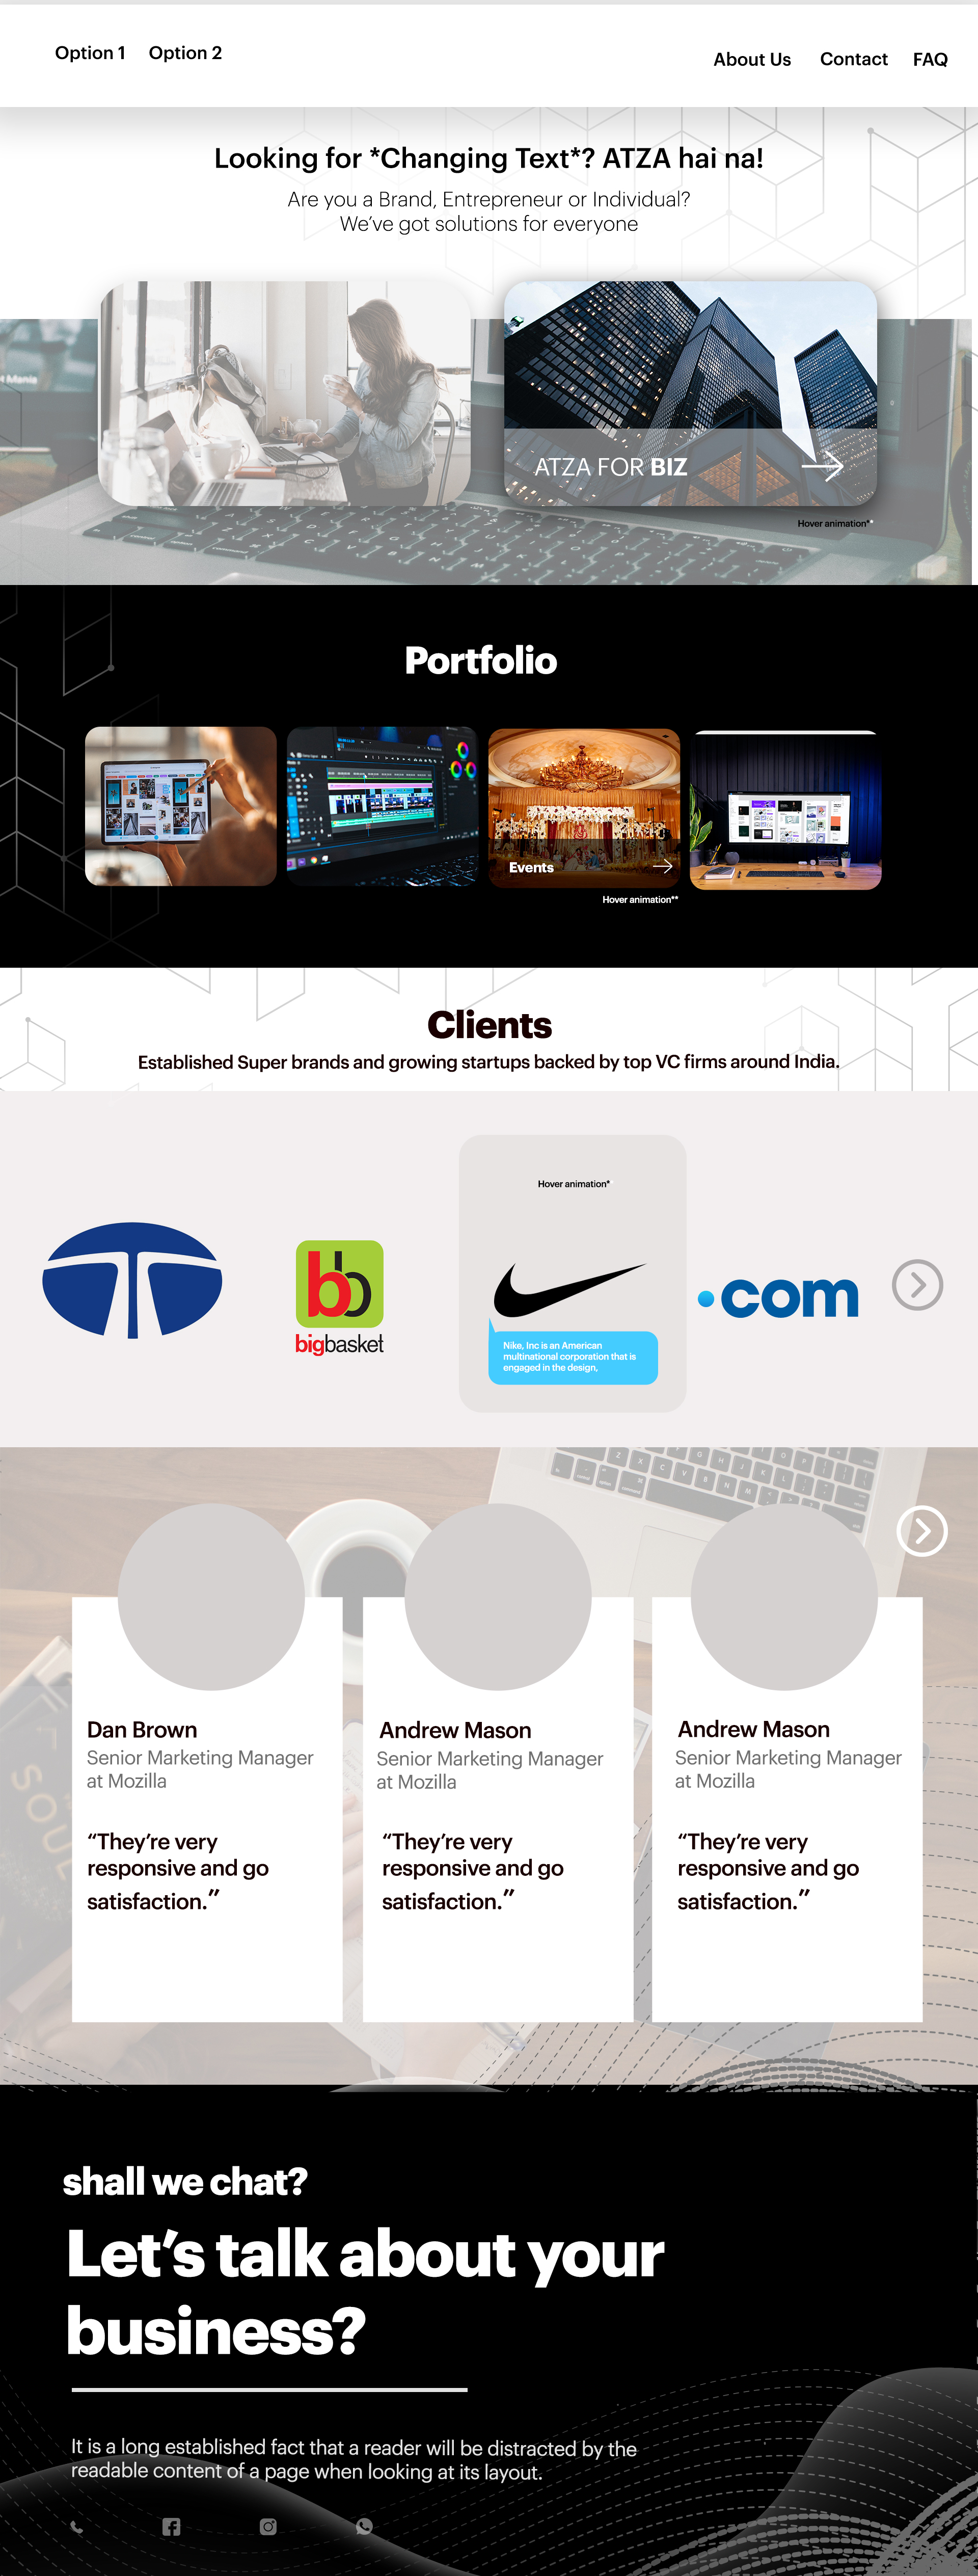 Option 1 Option 2
About Us Contact FAQ
Looking for *Changing Text*? ATZA hai na!
Are you a Brand, Entrepreneur or Individual?
We've got solutions for everyone
ATZA FOR BIZ
Hover animation*
Portfolio
Events
Hover animation**
Clients
Established Super brands and growing startups backed by top VC firms around India.
Hover animation*
bb
bigbasket
.com
Nike, Inc is an American
multinational corporation that is
engaged in the design,
Dan Brown
Senior Marketing Manager
at Mozilla
“They're very
responsive and go
satisfaction.”
Andrew Mason
Senior Marketing Manager
at Mozilla
“They're very
responsive and go
satisfaction.”
Andrew Mason
Senior Marketing Manager
at Mozilla
“They're very
responsive and go
satisfaction.”
shall we chat?
Let's talk about your
business?
It is a long established fact that a reader will be distracted by the
readable content of a page when looking at its layout.